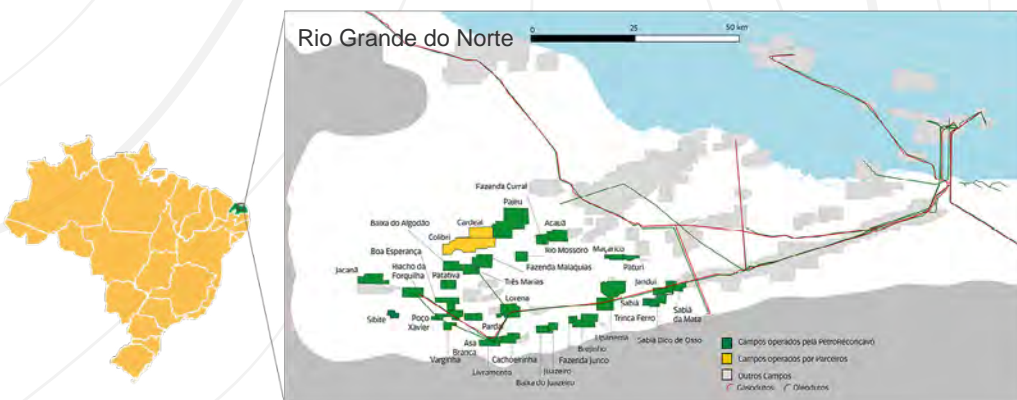 Rio Grande do Norte
0 25 50 km
Fazenda Curral
Pajeú
Baixa do Algodão
Cardeal
Acauã
Colibri
Boa Esperança
Rio Mossoró
Maçarico
Jacanã
Riacho da
Forquilha
Patativa
Fazenda Malaquias
Paturi
Três Marias
Janduí
Lorena
Sibite
Poço
Xavier
Pardal
Sabiá
Sabiá
da Mata
Trinca Ferro
Upanema
Asa
Branca
Brejinho
Sabiá Bico de Osso
Varginha
Cachoeirinha
Fazenda Junco
Livramento
Juazeiro
Baixa do Juazeiro
Campos operados pela PetroReconcavo
Campos operados por Parceiros
Outros Campos
Gasodutos
Oleodutos